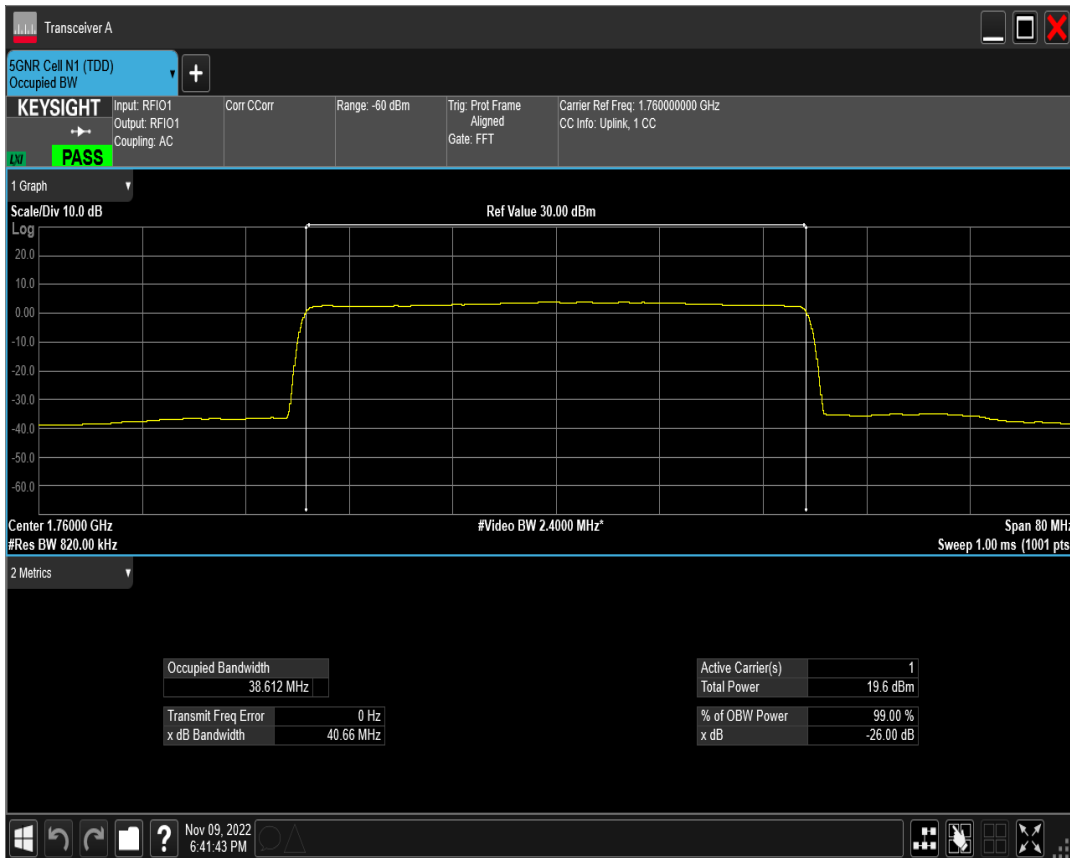 Transceiver A
5GNR Cell N1 (TDD)
Occupied BW
+
KEYSIGHT
LXI
PASS
Input: RFIO1
Output: RFIO1
Coupling: AC
Corr CCorr
Range: -60 dBm
Trig: Prot Frame
Aligned
Gate: FFT
Carrier Ref Freq: 1.760000000 GHz
CC Info: Uplink, 1 CC
1 Graph
Scale/Div 10.0 dB
Ref Value 30.00 dBm
Log
20.0
10.0
0.00
-10.0
-20.0
-30.0
-40.0
-50.0
-60.0
Center 1.76000 GHz
#Video BW 2.4000 MHz*
Span 80 MHz
#Res BW 820.00 kHz
Sweep 1.00 ms (1001 pts
2 Metrics
Occupied Bandwidth
38.612 MHz
Transmit Freq Error 0 Hz
x dB Bandwidth 40.66 MHz
Active Carrier(s) 1
Total Power 19.6 dBm
% of OBW Power 99.00 %
x dB -26.00 dB
?
Nov 09, 2022
6:41:43 PM